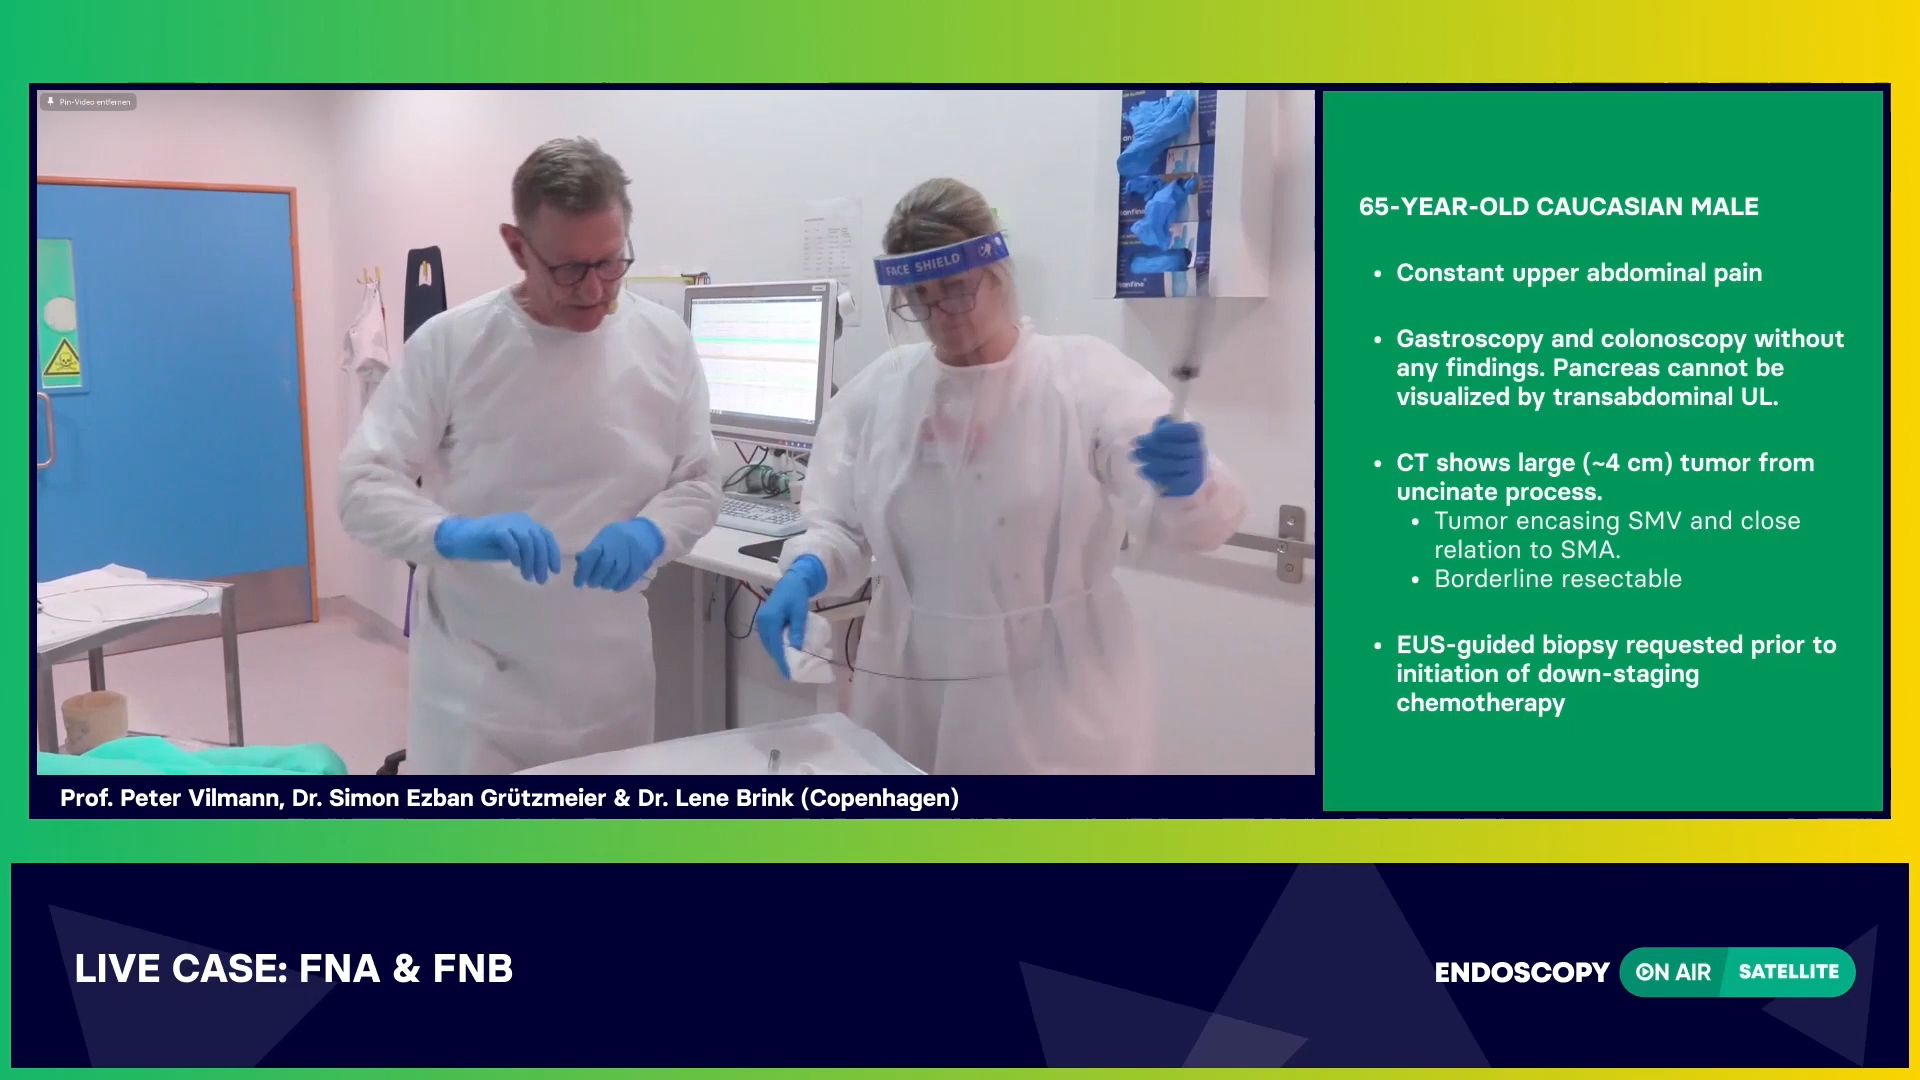 Pin-Video entfernen
FACE SHIELD
65-YEAR-OLD CAUCASIAN MALE
• Constant upper abdominal pain
• Gastroscopy and colonoscopy without
any findings. Pancreas cannot be
visualized by transabdominal UL.
• CT shows large (~4 cm) tumor from
uncinate process.
• Tumor encasing SMV and close
relation to SMA.
• Borderline resectable
• EUS-guided biopsy requested prior to
initiation of down-staging
chemotherapy
Prof. Peter Vilmann, Dr. Simon Ezban Grützmeier & Dr. Lene Brink (Copenhagen)
LIVE CASE: FNA & FNB
ENDOSCOPY ON AIR SATELLITE